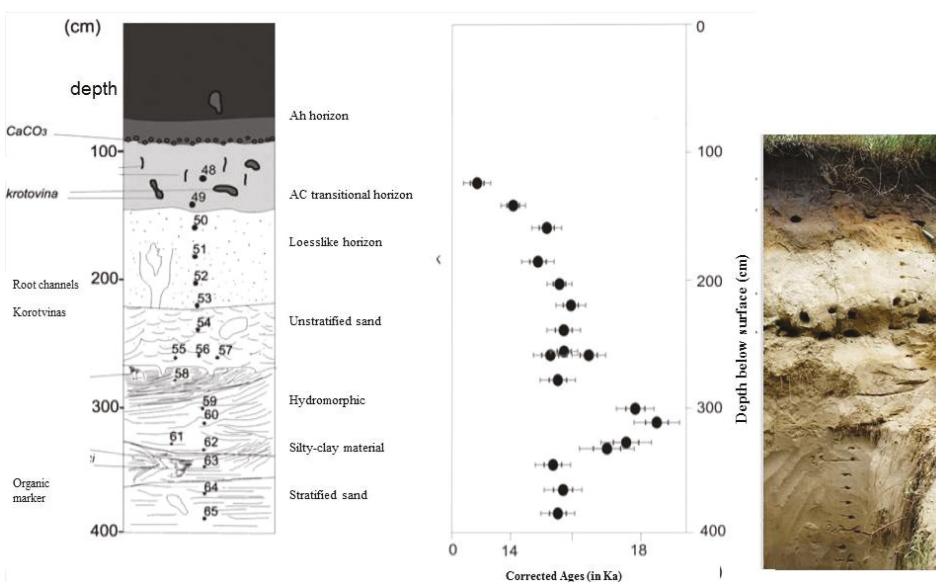 (cm)
depth
CaCO3
100
krotovina
200
Root channels
Korotvinas
300
Organic
marker
400
48
49
50
51
52
53
54
55 56 57
58
59
60
61
62
63
64
65
Ah horizon
AC transitional horizon
Loesslike horizon
Unstratified sand
Hydromorphic
Silty-clay material
Stratified sand
0
100
200
300
400
0 14 18
Corrected Ages (in Ka)
Depth below surface (cm)